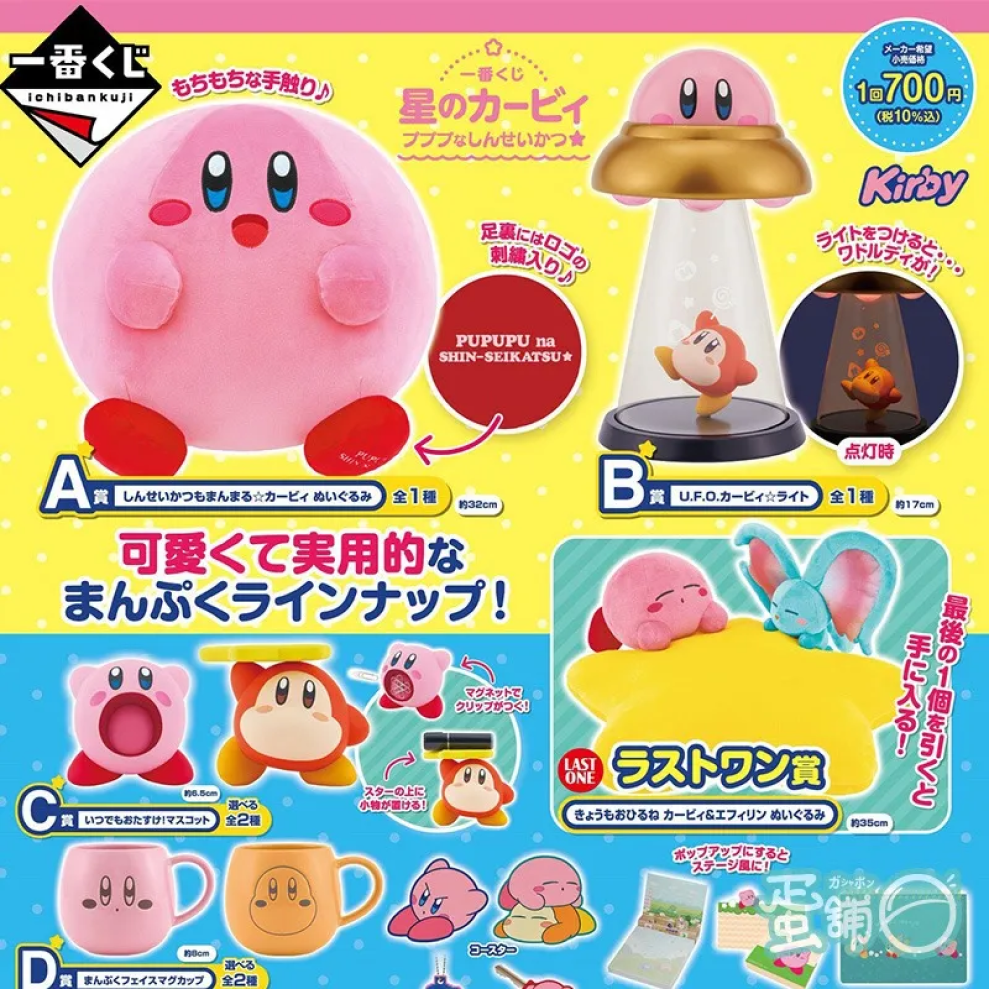 一番くじ
ichibankuji
もちもちな手触り♪
一番くじ
星のカービィ
プププなしんせいかつ★
メーカー希望
小売価格
1回700円
(税10%込)
Kirby
足裏にはロゴの
刺繍入り♪
PUPUPU na
SHIN-SEIKATSU★
ライトをつけると・・・
ワドルディが!
点灯時
A賞 しんせいかつもまんまる☆カービィ ぬいぐるみ 全1種 約32cm
B賞 U.F.O.カービィ☆ライト 全1種 約17cm
可愛くて実用的な
まんぷくラインナップ!
マグネットで
クリップがつく!
スターの上に
小物が置ける!
約6.5cm
C賞 いつでもおたすけ!マスコット 選べる 全2種
最後の1個を引くと
手に入る!
LAST ONE ラストワン賞
きょうもおひるね カービィ&エフィリン ぬいぐるみ 約35cm
約8cm
D賞 まんぷくフェイスマグカップ 選べる 全2種
コースター
ポップアップにすると
ステージ風に!
ガシャポン
蛋舗